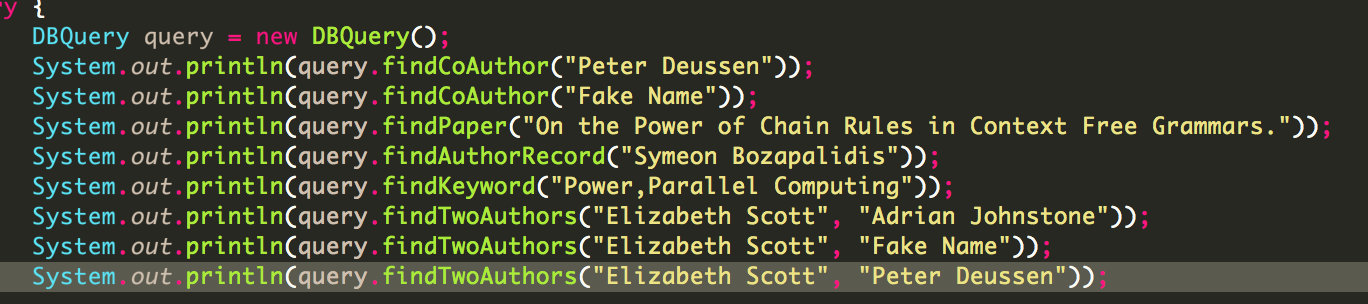 ry {
DBQuery query = new DBQuery();
System.out.println(query.findCoAuthor("Peter Deussen"));
System.out.println(query.findCoAuthor("Fake Name"));
System.out.println(query.findPaper("On the Power of Chain Rules in Context Free Grammars."));
System.out.println(query.findAuthorRecord("Symeon Bozapalidis"));
System.out.println(query.findKeyword("Power,Parallel Computing"));
System.out.println(query.findTwoAuthors("Elizabeth Scott", "Adrian Johnstone"));
System.out.println(query.findTwoAuthors("Elizabeth Scott", "Fake Name"));
System.out.println(query.findTwoAuthors("Elizabeth Scott", "Peter Deussen"));